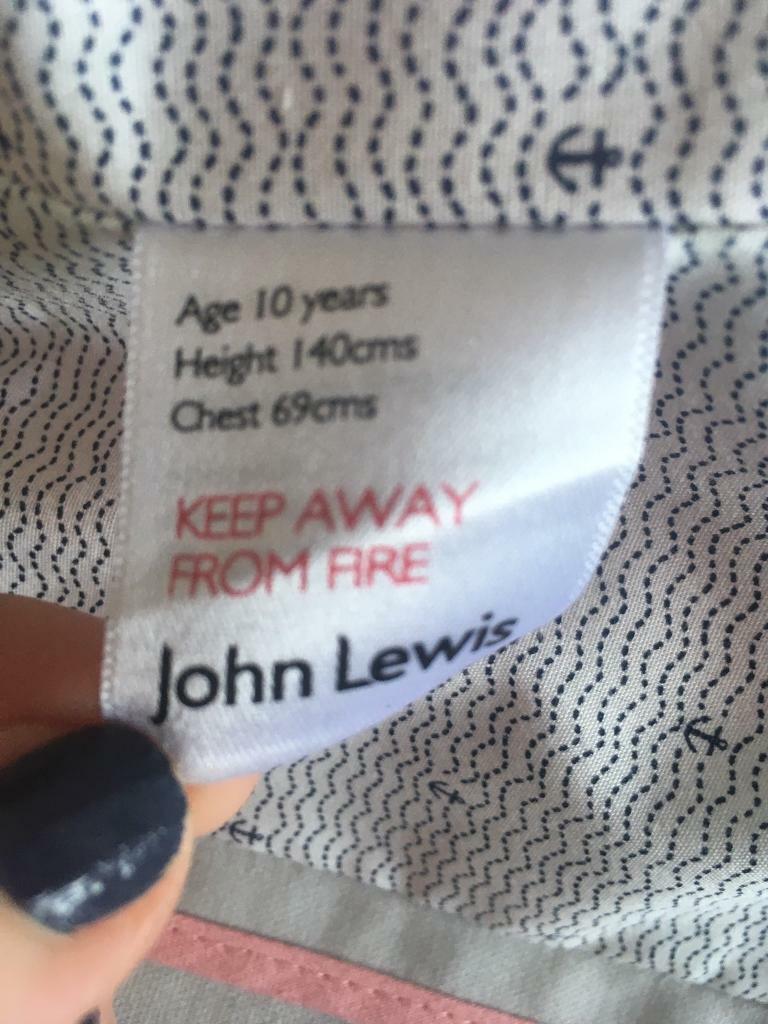 Age 10 years
Height 140cms
Chest 69cms
KEEP AWAY
FROM FIRE
John Lewis